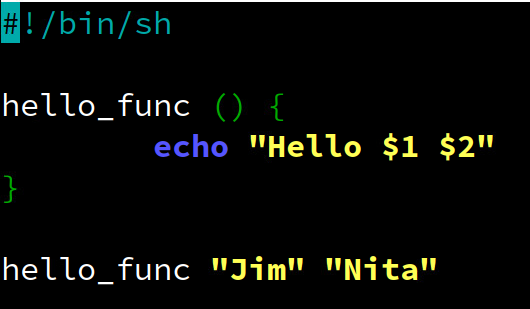 #!/bin/sh
hello_func () {
echo "Hello $1 $2"
}
hello_func "Jim" "Nita"